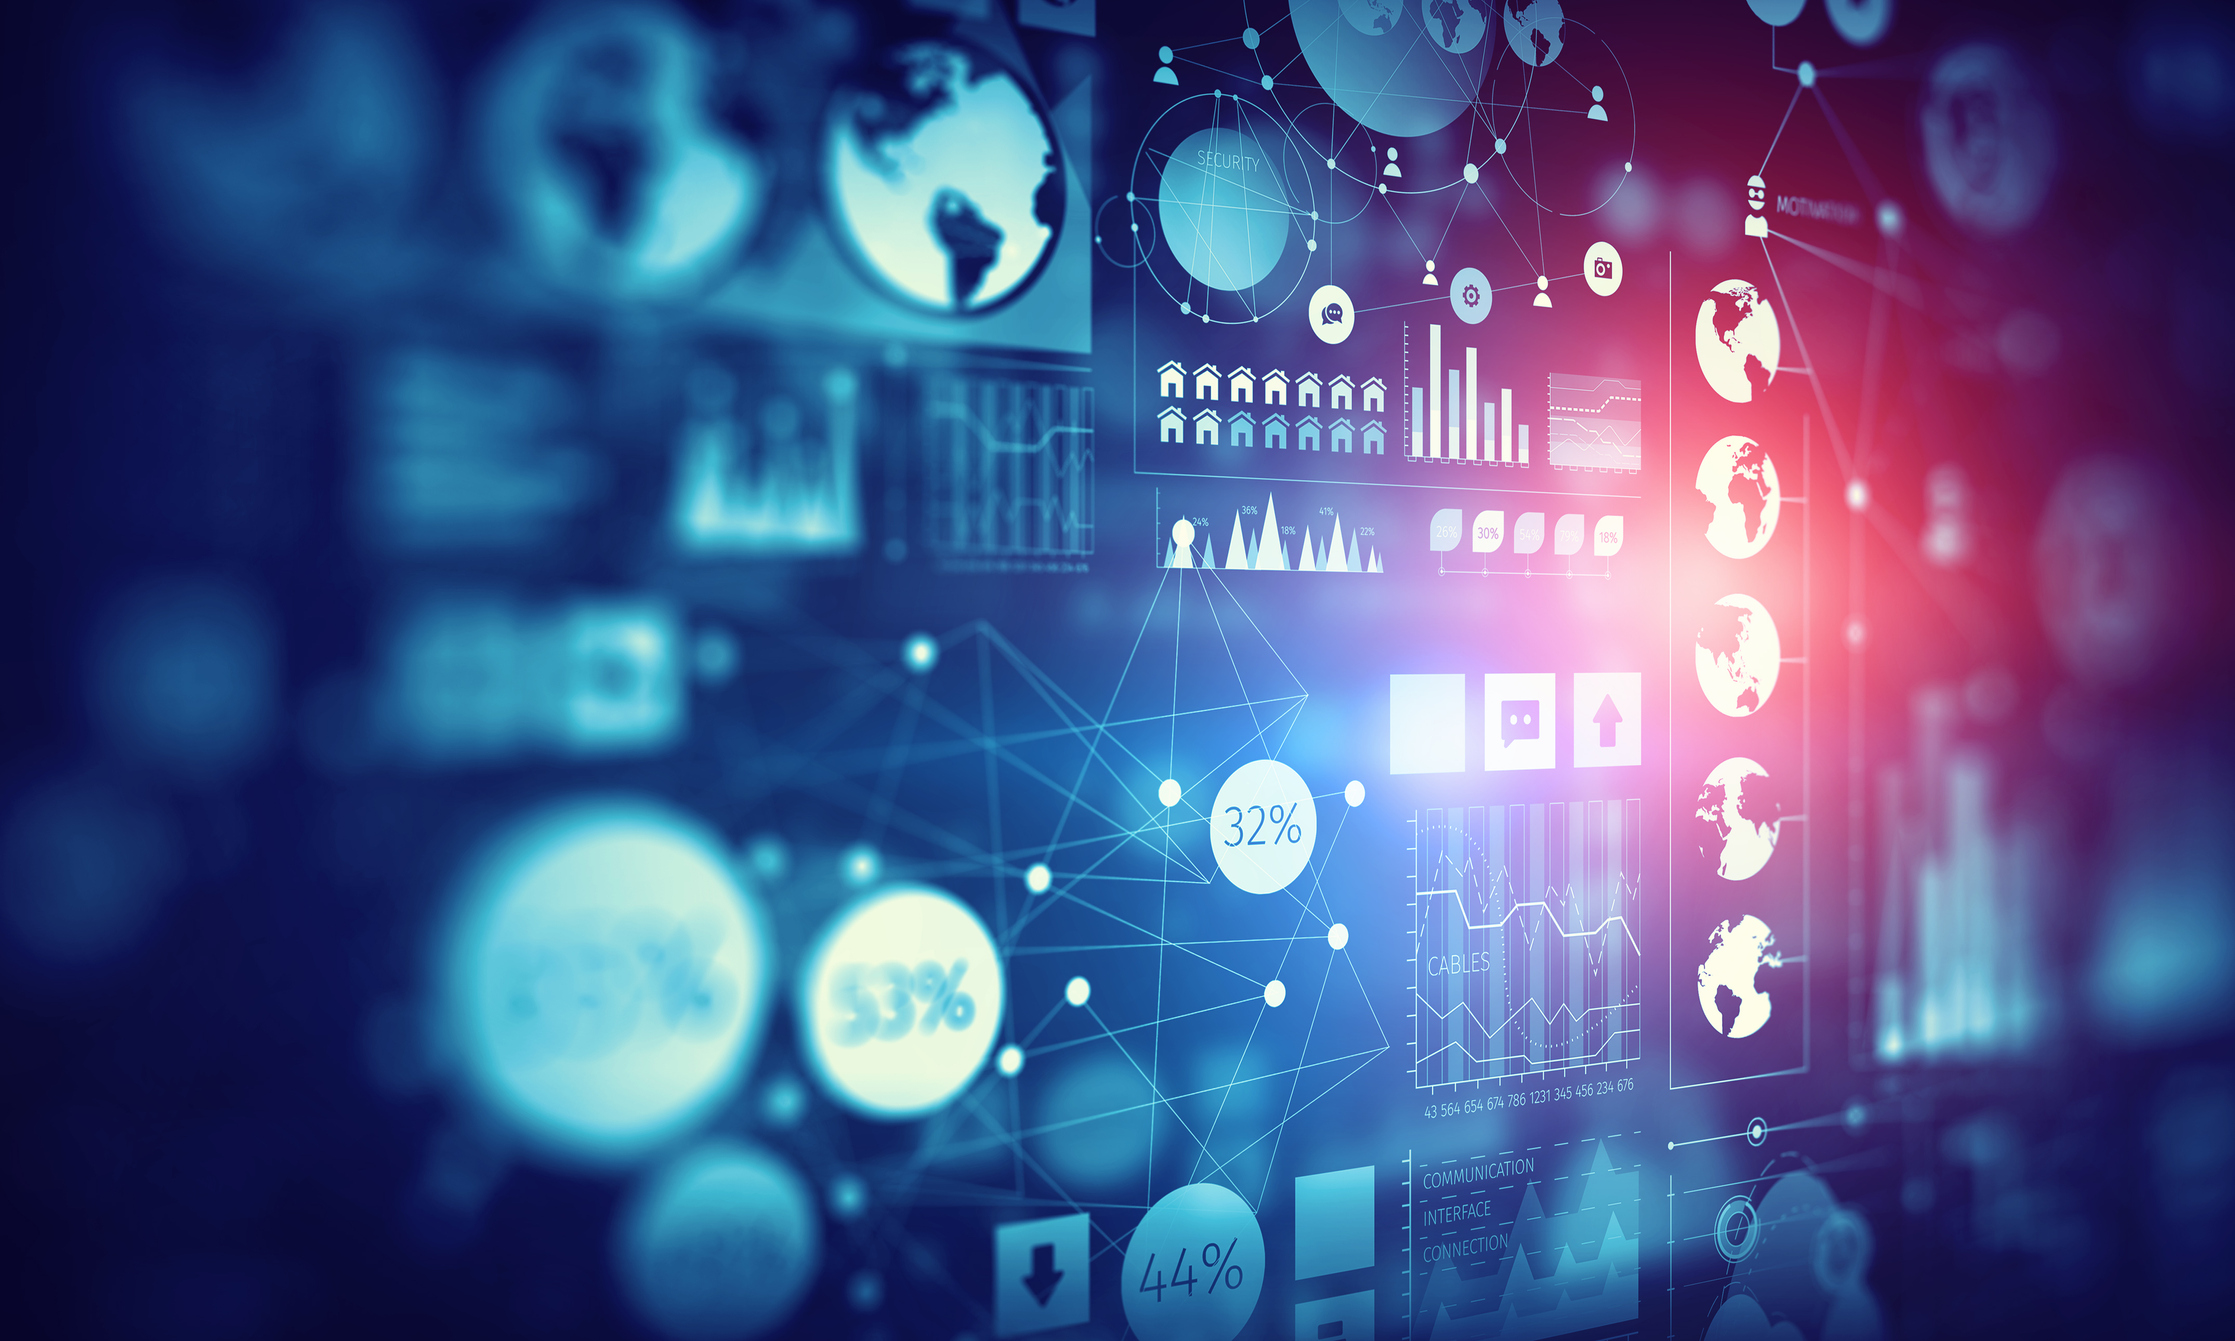 SECURITY
24%
36%
18%
41%
22%
26%
30%
54%
18%
32%
53%
CABLES
43 564 654 674 786 1231 345 456 234 676
COMMUNICATION
INTERFACE
CONNECTION
44%